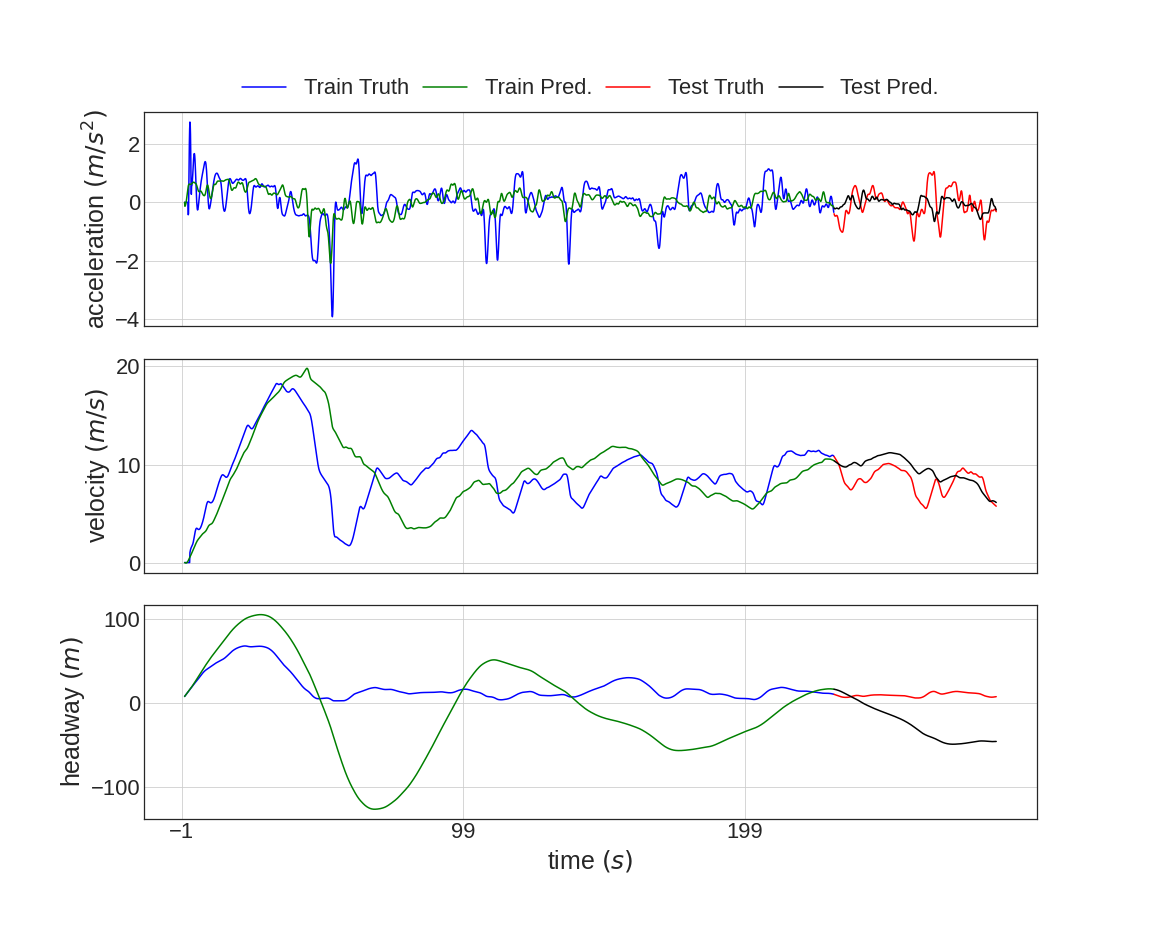 Train Truth Train Pred. Test Truth Test Pred.
acceleration (m/s²)
2
0
−2
−4
velocity (m/s)
20
10
0
headway (m)
100
0
−100
−1 99 199
time (s)